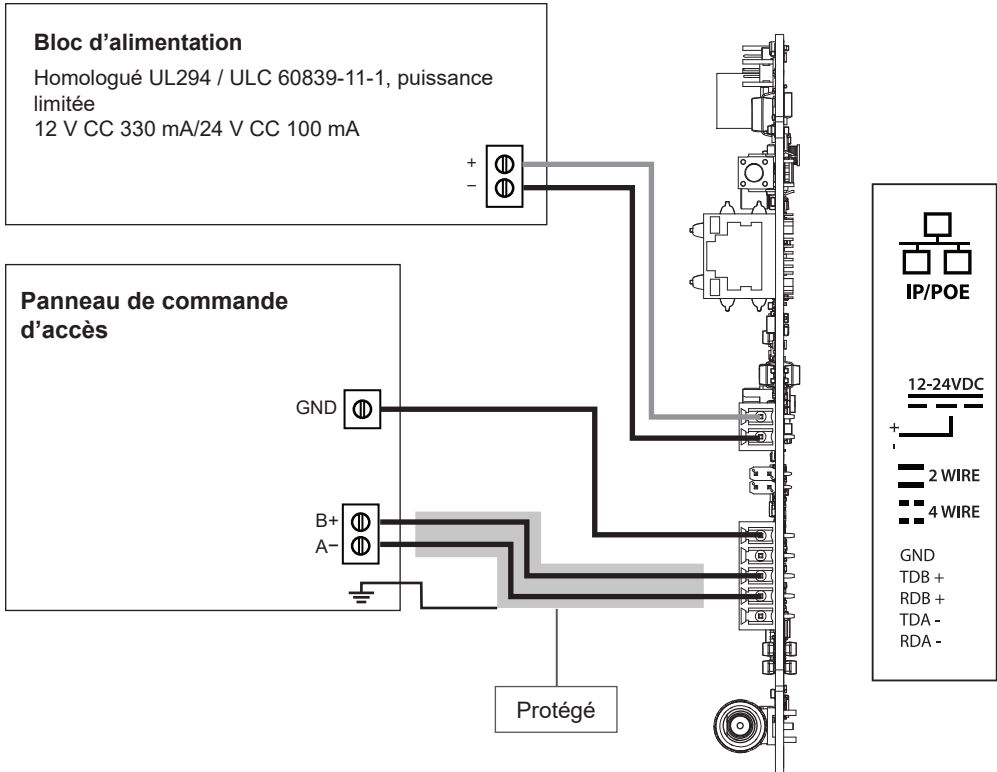 Bloc d'alimentation
Homologué UL294 / ULC 60839-11-1, puissance
limitée
12 V CC 330 mA/24 V CC 100 mA
+
−
Panneau de commande
d'accès
GND
B+
A−
Protégé
IP/POE
12-24VDC
+
-
2 WIRE
4 WIRE
GND
TDB +
RDB +
TDA -
RDA -